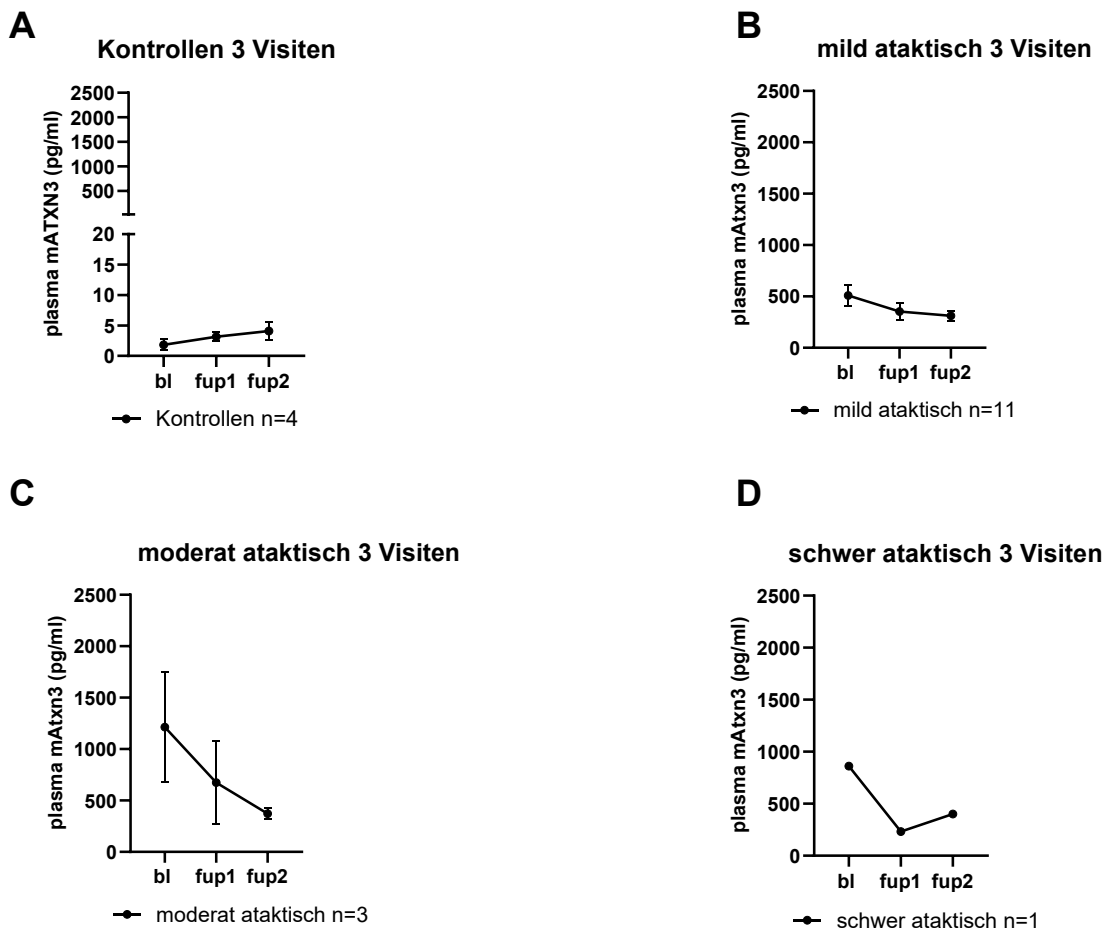 A
Kontrollen 3 Visiten
plasma mATXN3 (pg/ml)
2500
2000
1500
1000
500
20
15
10
5
0
bl fup1 fup2
Kontrollen n=4
B
mild ataktisch 3 Visiten
plasma mAtxn3 (pg/ml)
2500
2000
1500
1000
500
0
bl fup1 fup2
mild ataktisch n=11
C
moderat ataktisch 3 Visiten
plasma mAtxn3 (pg/ml)
2500
2000
1500
1000
500
0
bl fup1 fup2
moderat ataktisch n=3
D
schwer ataktisch 3 Visiten
plasma mAtxn3 (pg/ml)
2500
2000
1500
1000
500
0
bl fup1 fup2
schwer ataktisch n=1